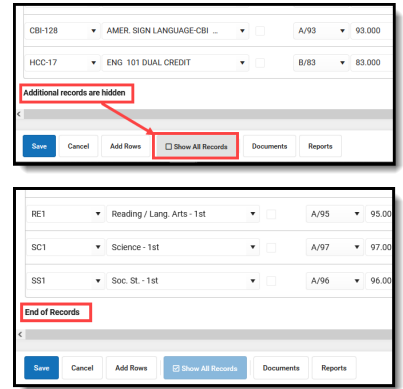 CBI-128 AMER. SIGN LANGUAGE-CBI ... A/93 93.000
HCC-17 ENG 101 DUAL CREDIT B/83 83.000
Additional records are hidden
Save Cancel Add Rows Show All Records Documents Reports
RE1 Reading / Lang. Arts - 1st A/95 95.00
SC1 Science - 1st A/97 97.00
SS1 Soc. St. - 1st A/96 96.00
End of Records
Save Cancel Add Rows Show All Records Documents Reports